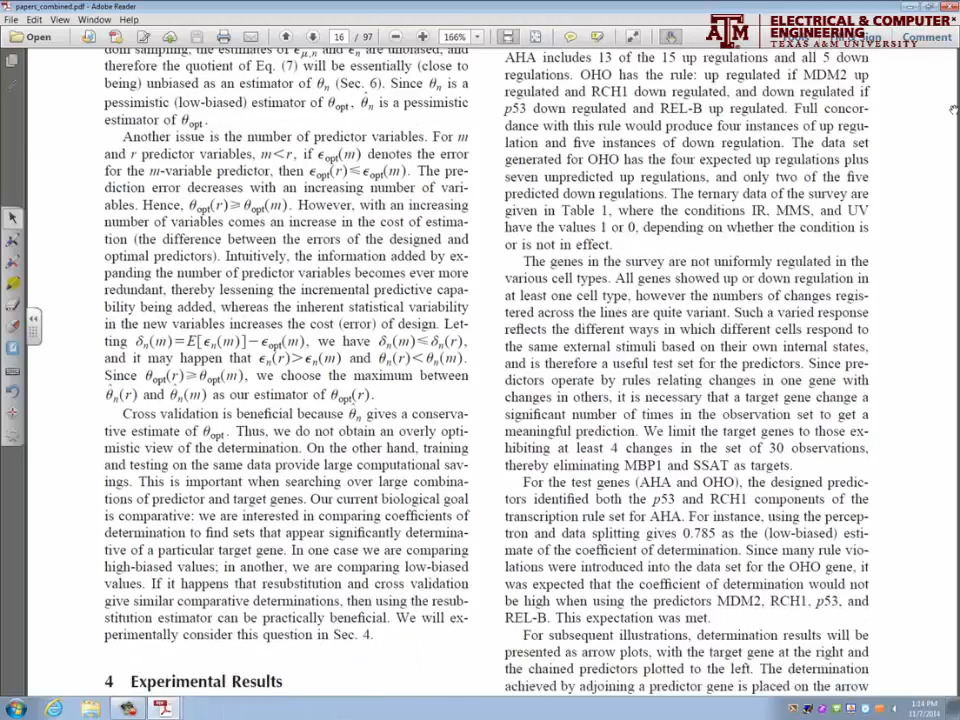 papers_combined.pdf - Adobe Reader
File Edit View Window Help
Open
16 / 97
166%
Comment
ELECTRICAL & COMPUTER
ENGINEERING
TEXAS A&M UNIVERSITY
dom sampling, the estimates of ϵμ,n and ϵn are unbiased, and
therefore the quotient of Eq. (7) will be essentially (close to
being) unbiased as an estimator of θn (Sec. 6). Since θn is a
pessimistic (low-biased) estimator of θopt, θ̂n is a pessimistic
estimator of θopt.
Another issue is the number of predictor variables. For m
and r predictor variables, m<r, if ϵopt(m) denotes the error
for the m-variable predictor, then ϵopt(r)≤ϵopt(m). The pre-
diction error decreases with an increasing number of vari-
ables. Hence, θopt(r)≥θopt(m). However, with an increasing
number of variables comes an increase in the cost of estima-
tion (the difference between the errors of the designed and
optimal predictors). Intuitively, the information added by ex-
panding the number of predictor variables becomes ever more
redundant, thereby lessening the incremental predictive capa-
bility being added, whereas the inherent statistical variability
in the new variables increases the cost (error) of design. Let-
ting δn(m)=E[ϵn(m)]−ϵopt(m), we have δn(m)≤δn(r),
and it may happen that ϵn(r)>ϵn(m) and θn(r)<θn(m).
Since θopt(r)≥θopt(m), we choose the maximum between
θ̂n(r) and θ̂n(m) as our estimator of θopt(r).
Cross validation is beneficial because θ̂n gives a conserva-
tive estimate of θopt. Thus, we do not obtain an overly opti-
mistic view of the determination. On the other hand, training
and testing on the same data provide large computational sav-
ings. This is important when searching over large combina-
tions of predictor and target genes. Our current biological goal
is comparative: we are interested in comparing coefficients of
determination to find sets that appear significantly determina-
tive of a particular target gene. In one case we are comparing
high-biased values; in another, we are comparing low-biased
values. If it happens that resubstitution and cross validation
give similar comparative determinations, then using the resub-
stitution estimator can be practically beneficial. We will ex-
perimentally consider this question in Sec. 4.
4 Experimental Results
AHA includes 13 of the 15 up regulations and all 5 down
regulations. OHO has the rule: up regulated if MDM2 up
regulated and RCH1 down regulated, and down regulated if
p53 down regulated and REL-B up regulated. Full concor-
dance with this rule would produce four instances of up regu-
lation and five instances of down regulation. The data set
generated for OHO has the four expected up regulations plus
seven unpredicted up regulations, and only two of the five
predicted down regulations. The ternary data of the survey are
given in Table 1, where the conditions IR, MMS, and UV
have the values 1 or 0, depending on whether the condition is
or is not in effect.
The genes in the survey are not uniformly regulated in the
various cell types. All genes showed up or down regulation in
at least one cell type, however the numbers of changes regis-
tered across the lines are quite variant. Such a varied response
reflects the different ways in which different cells respond to
the same external stimuli based on their own internal states,
and is therefore a useful test set for the predictors. Since pre-
dictors operate by rules relating changes in one gene with
changes in others, it is necessary that a target gene change a
significant number of times in the observation set to get a
meaningful prediction. We limit the target genes to those ex-
hibiting at least 4 changes in the set of 30 observations,
thereby eliminating MBP1 and SSAT as targets.
For the test genes (AHA and OHO), the designed predic-
tors identified both the p53 and RCH1 components of the
transcription rule set for AHA. For instance, using the percep-
tron and data splitting gives 0.785 as the (low-biased) esti-
mate of the coefficient of determination. Since many rule vio-
lations were introduced into the data set for the OHO gene, it
was expected that the coefficient of determination would not
be high when using the predictors MDM2, RCH1, p53, and
REL-B. This expectation was met.
For subsequent illustrations, determination results will be
presented as arrow plots, with the target gene at the right and
the chained predictors plotted to the left. The determination
achieved by adjoining a predictor gene is placed on the arrow
1:14 PM
11/7/2014